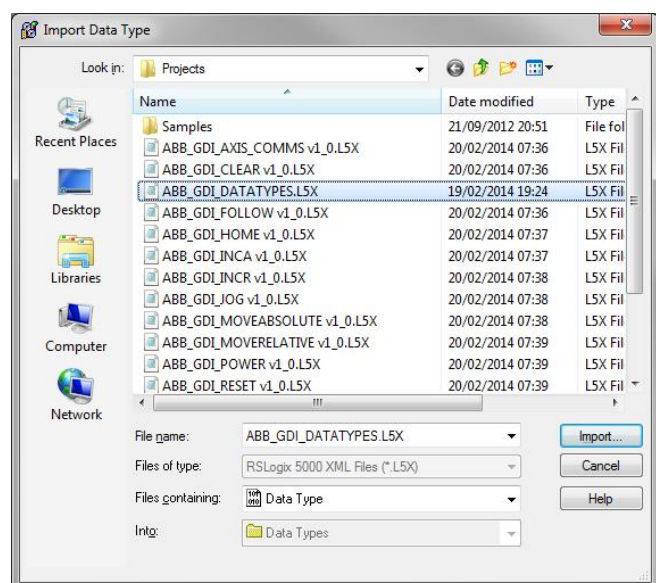 Import Data Type
Look in: Projects
Name Date modified Type
Recent Places
Desktop
Libraries
Computer
Network
Samples 21/09/2012 20:51 File fol
ABB_GDI_AXIS_COMMS v1_0.L5X 20/02/2014 07:36 L5X Fil
ABB_GDI_CLEAR v1_0.L5X 20/02/2014 07:36 L5X Fil
ABB_GDI_DATATYPES.L5X 19/02/2014 19:24 L5X Fil
ABB_GDI_FOLLOW v1_0.L5X 20/02/2014 07:36 L5X Fil
ABB_GDI_HOME v1_0.L5X 20/02/2014 07:37 L5X Fil
ABB_GDI_INCA v1_0.L5X 20/02/2014 07:37 L5X Fil
ABB_GDI_INCR v1_0.L5X 20/02/2014 07:38 L5X Fil
ABB_GDI_JOG v1_0.L5X 20/02/2014 07:38 L5X Fil
ABB_GDI_MOVEABSOLUTE v1_0.L5X 20/02/2014 07:38 L5X Fil
ABB_GDI_MOVERELATIVE v1_0.L5X 20/02/2014 07:39 L5X Fil
ABB_GDI_POWER v1_0.L5X 20/02/2014 07:39 L5X Fil
ABB_GDI_RESET v1_0.L5X 20/02/2014 07:39 L5X Fil
File name: ABB_GDI_DATATYPES.L5X Import...
Files of type: RSLogix 5000 XML Files (*.L5X) Cancel
Files containing: Data Type Help
Into: Data Types